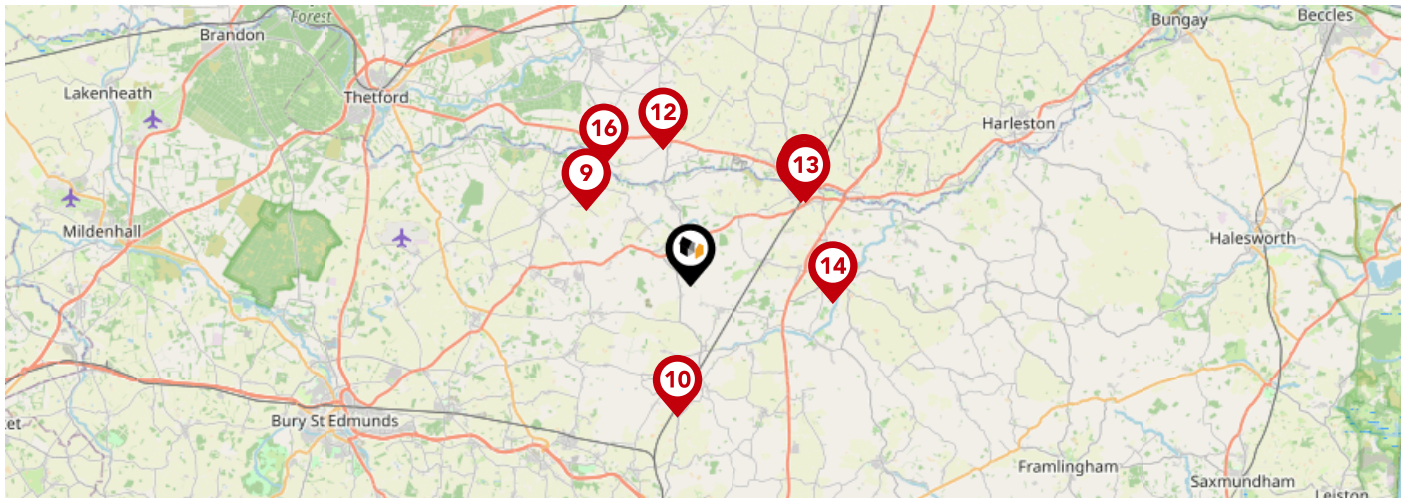 Forest
Brandon
Bungay
Beccles
Lakenheath
Thetford
12
16
Harleston
13
9
Mildenhall
Halesworth
14
10
Bury St Edmunds
ket
Framlingham
Saxmundham
Leiston